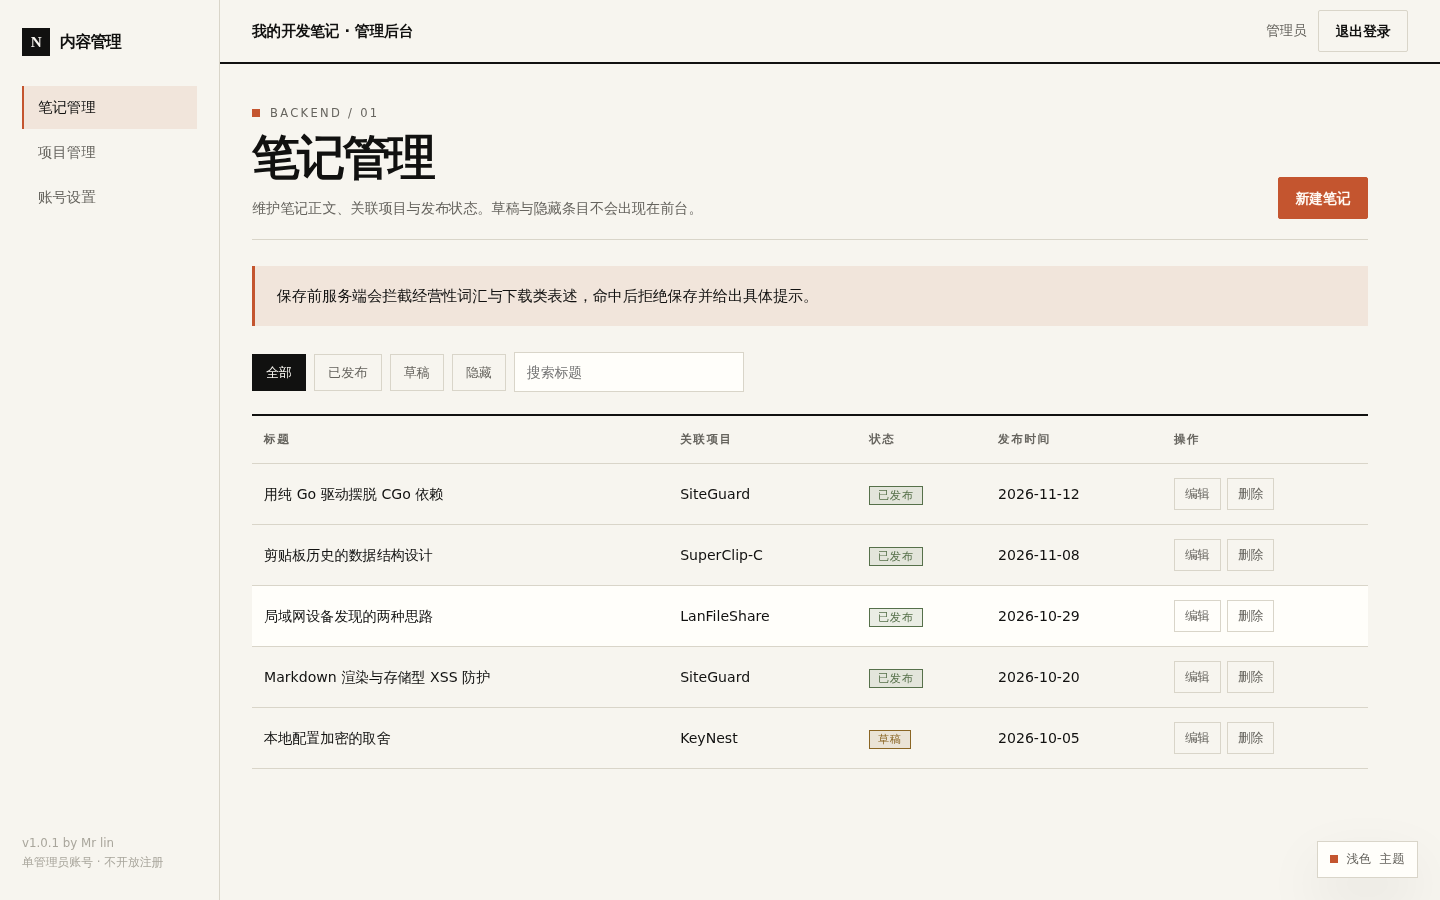 N 内容管理
笔记管理
项目管理
账号设置
v1.0.1 by Mr lin
单管理员账号 · 不开放注册
我的开发笔记 · 管理后台
管理员 退出登录
BACKEND / 01
笔记管理
维护笔记正文、关联项目与发布状态。草稿与隐藏条目不会出现在前台。
新建笔记
保存前服务端会拦截经营性词汇与下载类表述，命中后拒绝保存并给出具体提示。
全部 已发布 草稿 隐藏 搜索标题
标题 关联项目 状态 发布时间 操作
用纯 Go 驱动摆脱 CGo 依赖 SiteGuard 已发布 2026-11-12 编辑 删除
剪贴板历史的数据结构设计 SuperClip-C 已发布 2026-11-08 编辑 删除
局域网设备发现的两种思路 LanFileShare 已发布 2026-10-29 编辑 删除
Markdown 渲染与存储型 XSS 防护 SiteGuard 已发布 2026-10-20 编辑 删除
本地配置加密的取舍 KeyNest 草稿 2026-10-05 编辑 删除
浅色 主题